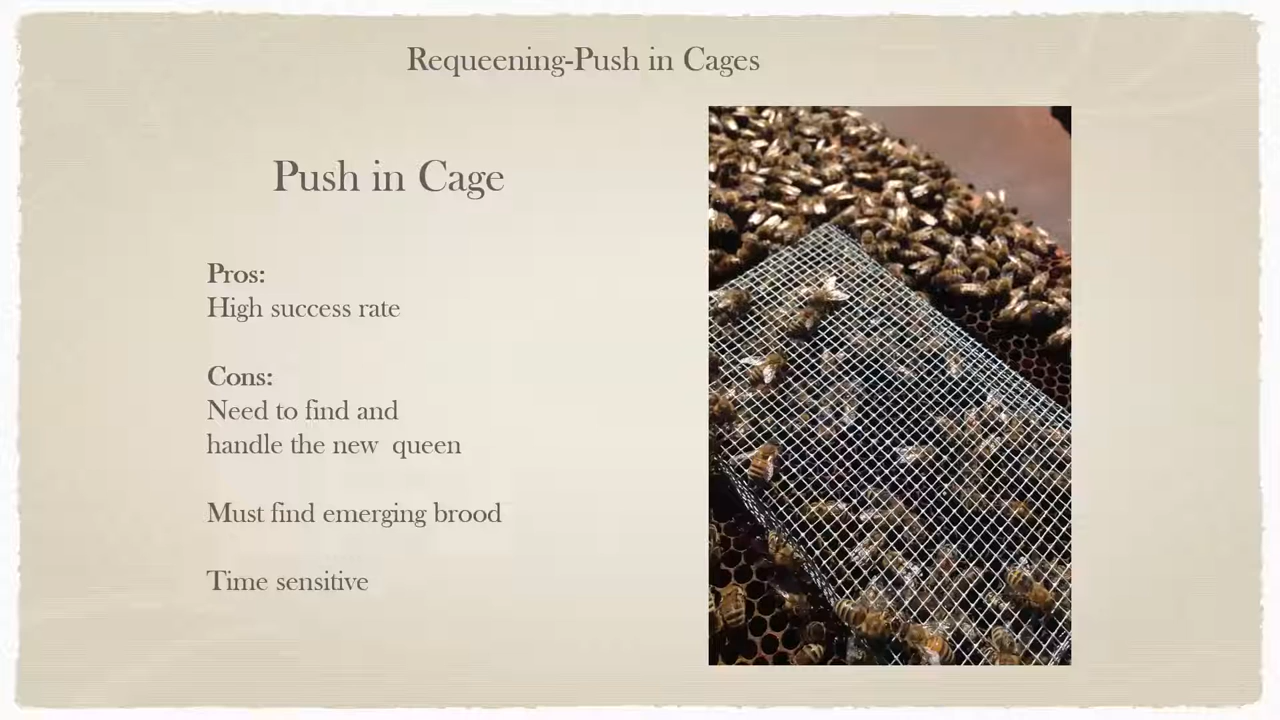 Requeening-Push in Cages
Push in Cage
Pros:
High success rate
Cons:
Need to find and
handle the new  queen
Must find emerging brood
Time sensitive